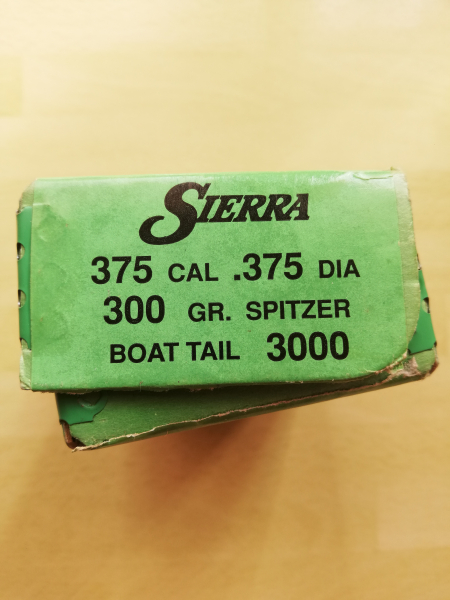 SIERRA
375 CAL .375 DIA
300 GR. SPITZER
BOAT TAIL 3000